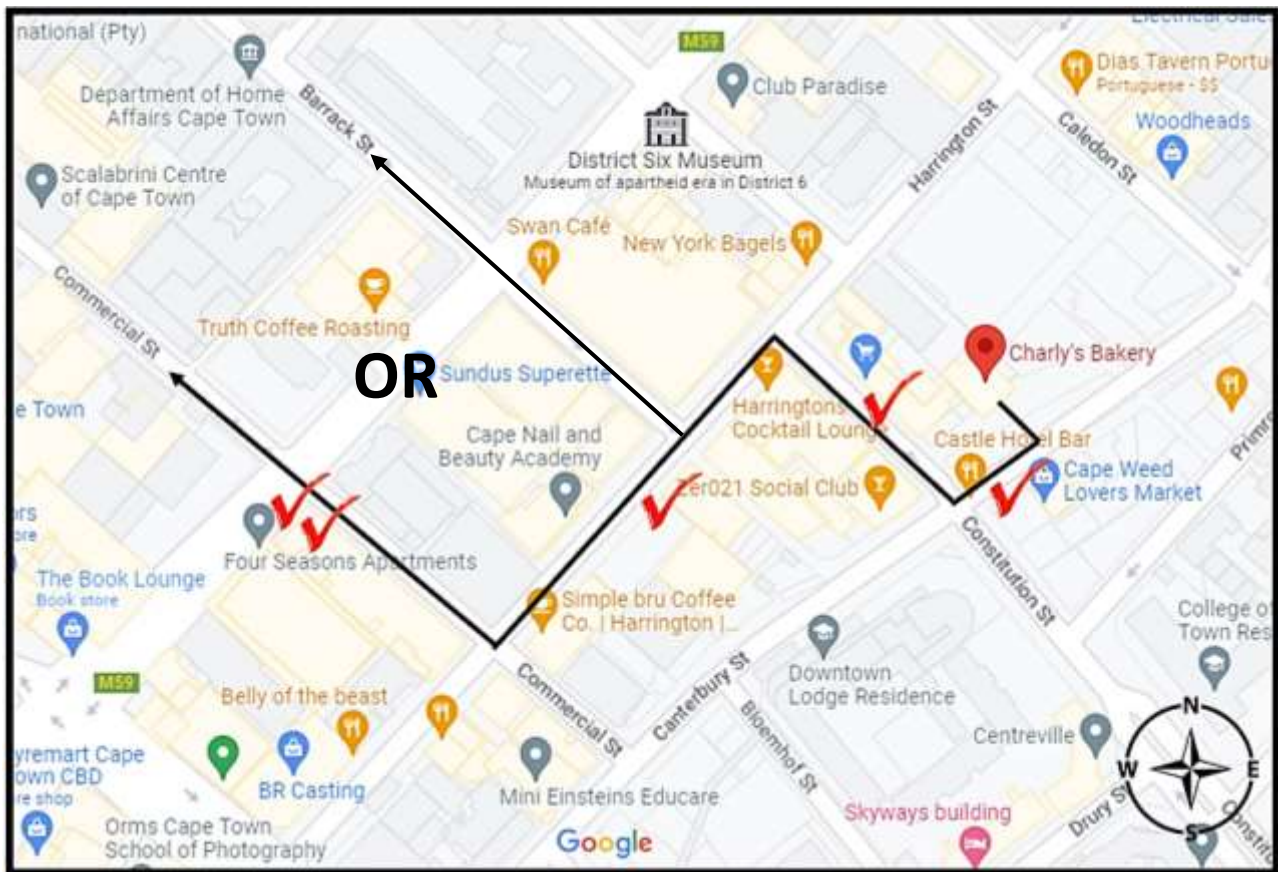 national (Pty)
M59
Dias Tavern Portu
Portuguese - $$
Department of Home
Affairs Cape Town
Barrack St
Club Paradise
Harrington St
Caledon St
Woodheads
District Six Museum
Museum of apartheid era in District 6
Scalabrini Centre
of Cape Town
Swan Café
New York Bagels
Commercial St
Truth Coffee Roasting
OR
Sundus Superette
Charly's Bakery
e Town
Harringtons
Cocktail Lounge
Cape Nail and
Beauty Academy
Castle Hotel Bar
Zer021 Social Club
Cape Weed
Lovers Market
Four Seasons Apartments
The Book Lounge
Book store
Simple bru Coffee
Co. | Harrington |...
Constitution St
College of
Town Res
M59
Commercial St
Canterbury St
Downtown
Lodge Residence
Bloemhof St
Belly of the beast
Centreville
N
W
E
S
yremart Cape
own CBD
re shop
BR Casting
Mini Einsteins Educare
Skyways building
Drury St
Orms Cape Town
School of Photography
Google